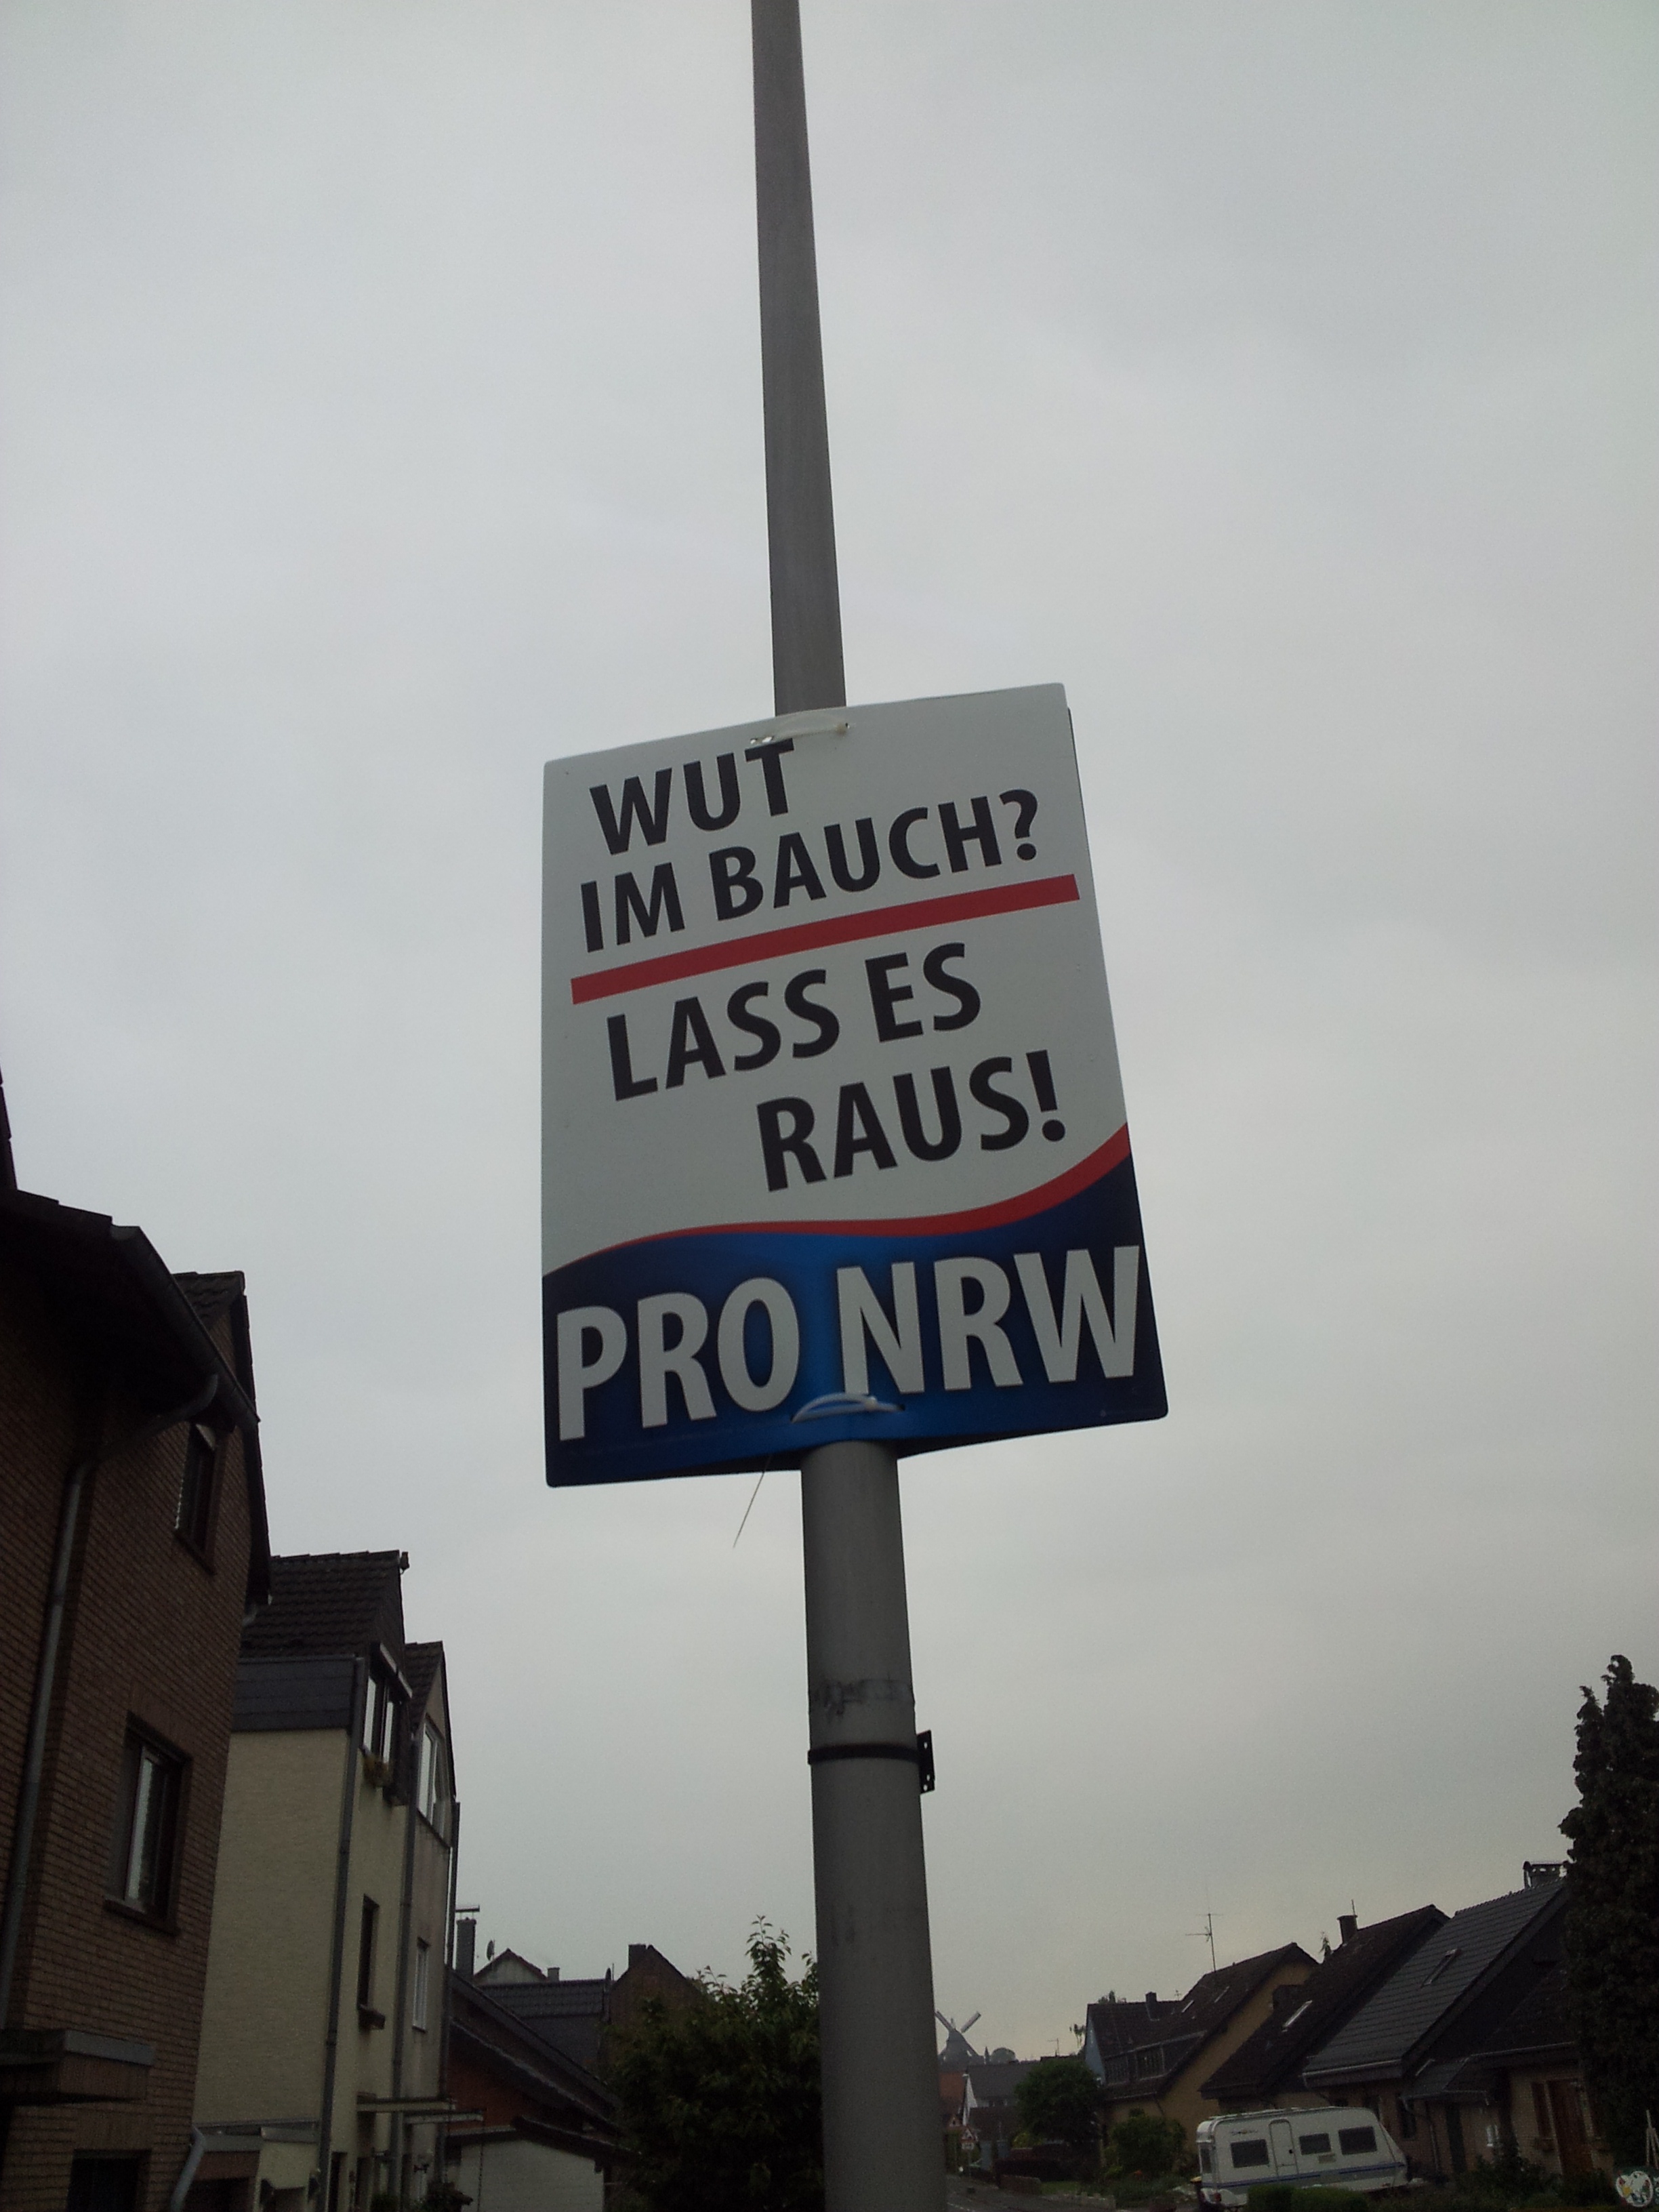 WUT
IM BAUCH?
LASS ES
RAUS!
PRO NRW